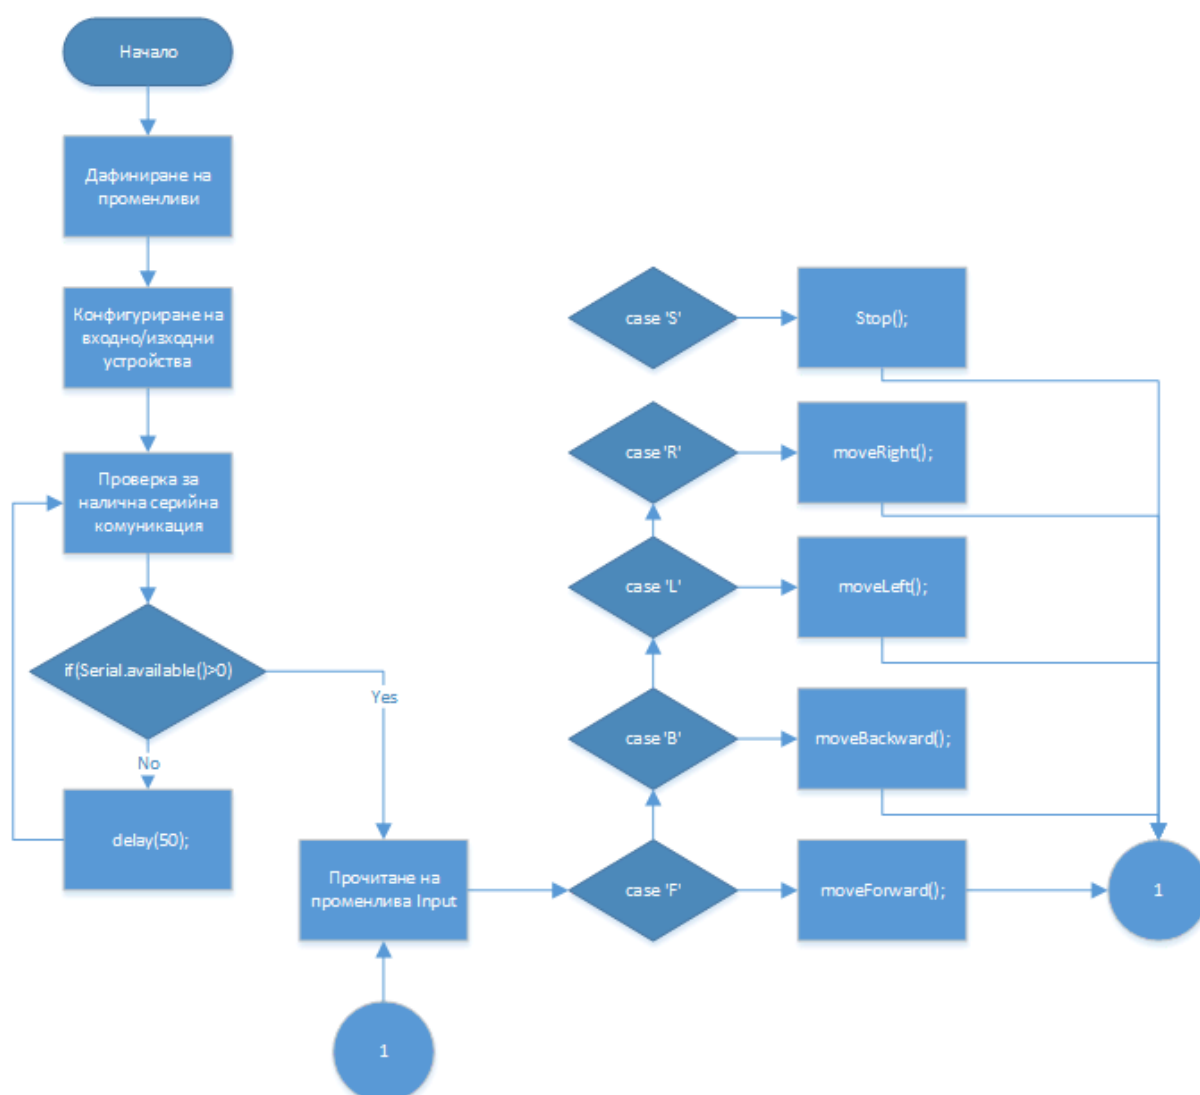 Начало
Дафиниране на
променливи
Конфигуриране на
входно/изходни
устройства
Проверка за
налична серийна
комуникация
if(Serial.available()>0)
Yes
No
delay(50);
Прочитане на
променлива Input
1
case 'S'
Stop();
case 'R'
moveRight();
case 'L'
moveLeft();
case 'B'
moveBackward();
case 'F'
moveForward();
1